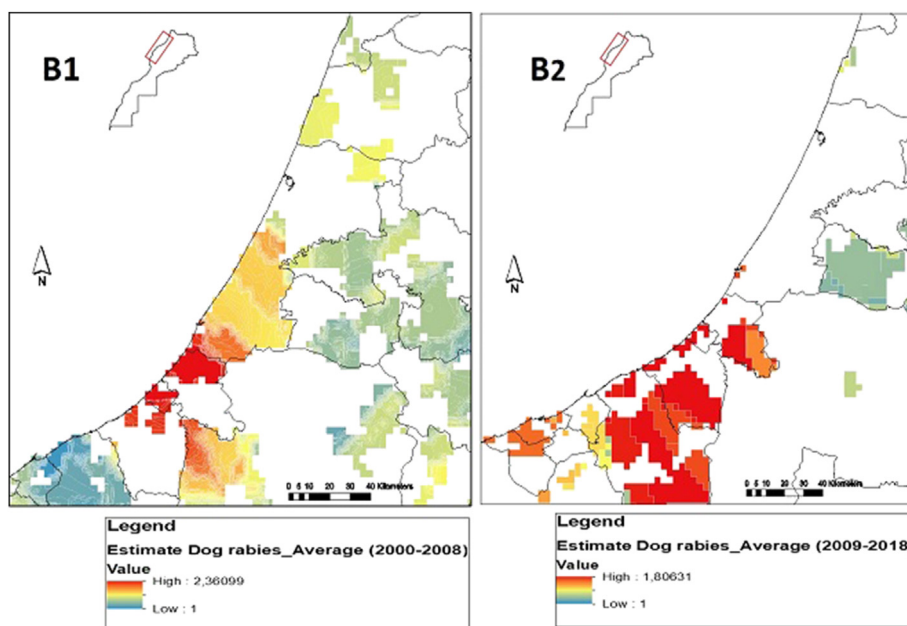 B1
N
0 5 10 20 30 40 Kilometers
Legend
Estimate Dog rabies_Average (2000-2008)
Value
High : 2,36099
Low : 1
B2
N
0 5 10 20 30 40 Kilometers
Legend
Estimate Dog rabies_Average (2009-2018
Value
High : 1,80631
Low : 1